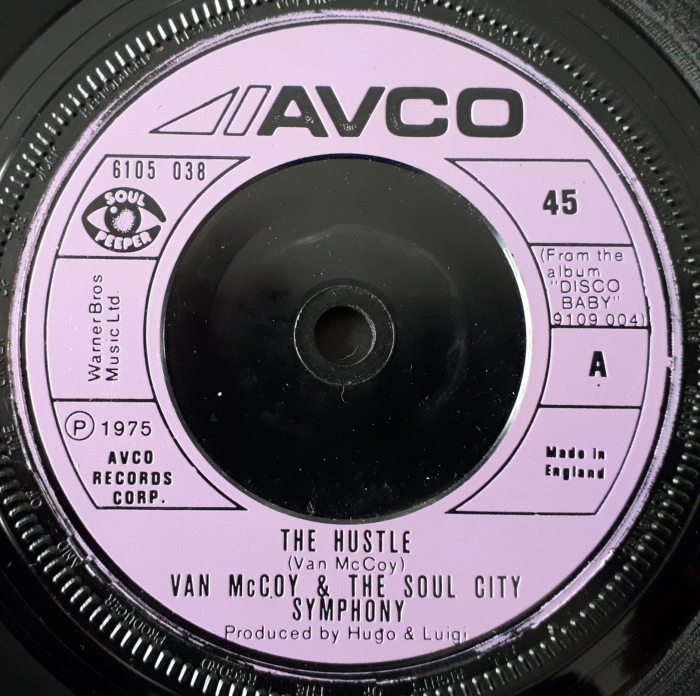 AVCO
6105 038
SOUL
PEEPER
Warner Bros
Music Ltd.
Ⓟ 1975
AVCO
RECORDS
CORP.
45
(From the
album
"DISCO
BABY"
9109 004)
A
Made in
England
THE HUSTLE
(Van McCoy)
VAN McCOY & THE SOUL CITY
SYMPHONY
Produced by Hugo & Luigi